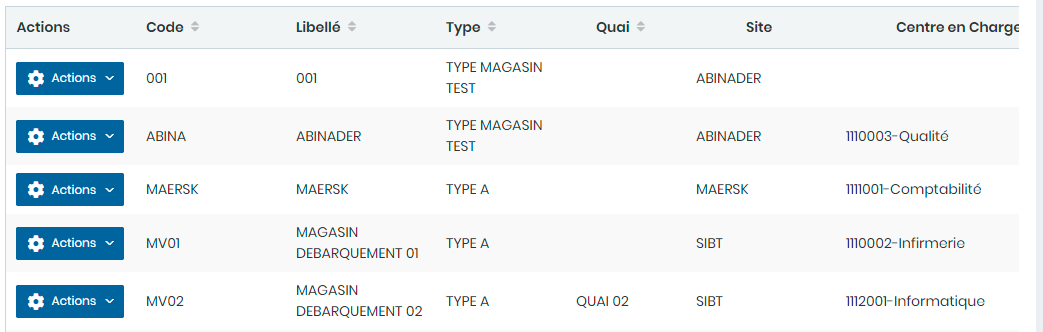 Actions Code Libellé Type Quai Site Centre en Charge
Actions 001 001 TYPE MAGASIN TEST ABINADER
Actions ABINA ABINADER TYPE MAGASIN TEST ABINADER 1110003-Qualité
Actions MAERSK MAERSK TYPE A MAERSK 1111001-Comptabilité
Actions MV01 MAGASIN DEBARQUEMENT 01 TYPE A SIBT 1110002-Infirmerie
Actions MV02 MAGASIN DEBARQUEMENT 02 TYPE A QUAI 02 SIBT 1112001-Informatique